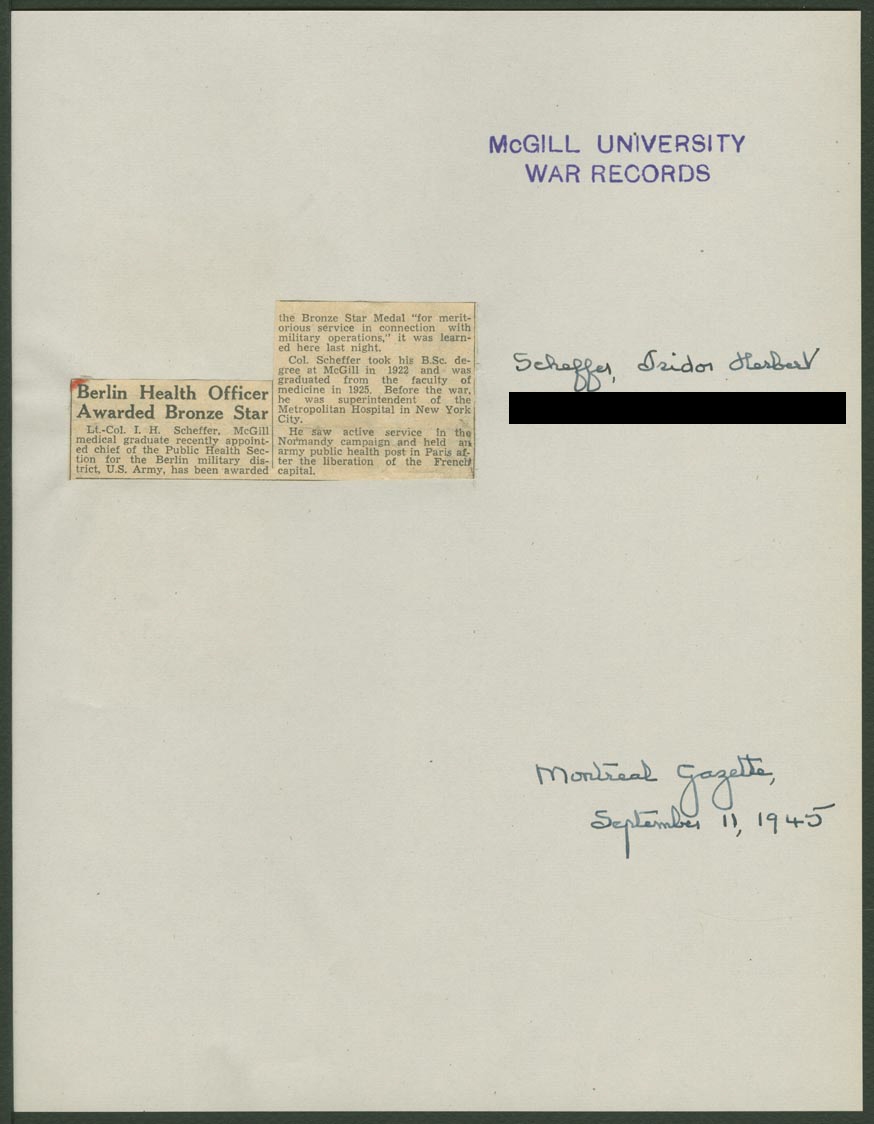 McGILL UNIVERSITY
WAR RECORDS
Berlin Health Officer
Awarded Bronze Star
Lt.-Col. I. H. Scheffer, McGill
medical graduate recently appoint-
ed chief of the Public Health Sec-
tion for the Berlin military dis-
trict, U.S. Army, has been awarded
the Bronze Star Medal “for merit-
orious service in connection with
military operations,” it was learn-
ed here last night.
Col. Scheffer took his B.Sc. de-
gree at McGill in 1922 and was
graduated from the faculty of
medicine in 1925. Before the war,
he was superintendent of the
Metropolitan Hospital in New York
City.
He saw active service in the
Normandy campaign and held an
army public health post in Paris af-
ter the liberation of the French
capital.
Scheffer, Isidor Herbert
Montreal Gazette,
September 11, 1945